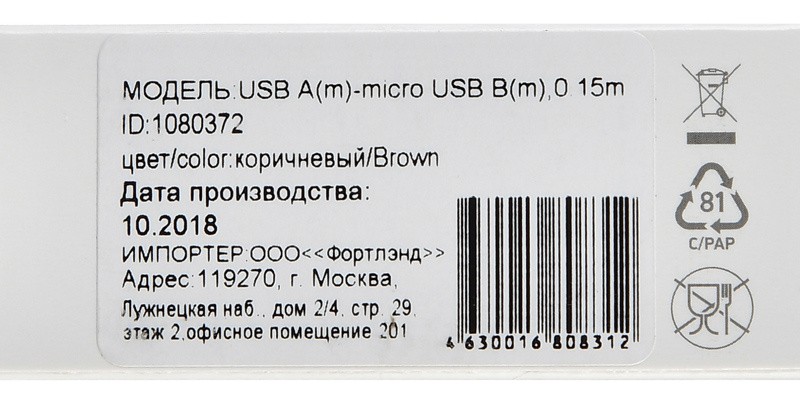 МОДЕЛЬ:USB A(m)-micro USB B(m),0.15m
ID:1080372
цвет/color:коричневый/Brown
Дата производства:
10.2018
ИМПОРТЕР:ООО<<Фортлэнд>>
Адрес:119270, г. Москва,
Лужнецкая наб., дом 2/4, стр. 29,
этаж 2,офисное помещение 201
4 630016 808312
81
C/PAP